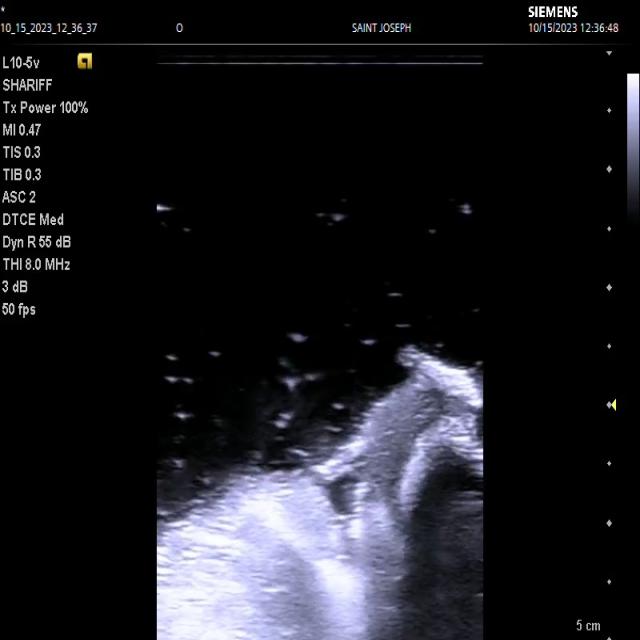 *
SIEMENS
10_15_2023_12_36_37 O SAINT JOSEPH 10/15/2023 12:36:48
L10-5v
SHARIFF
Tx Power 100%
MI 0.47
TIS 0.3
TIB 0.3
ASC 2
DTCE Med
Dyn R 55 dB
THI 8.0 MHz
3 dB
50 fps
5 cm